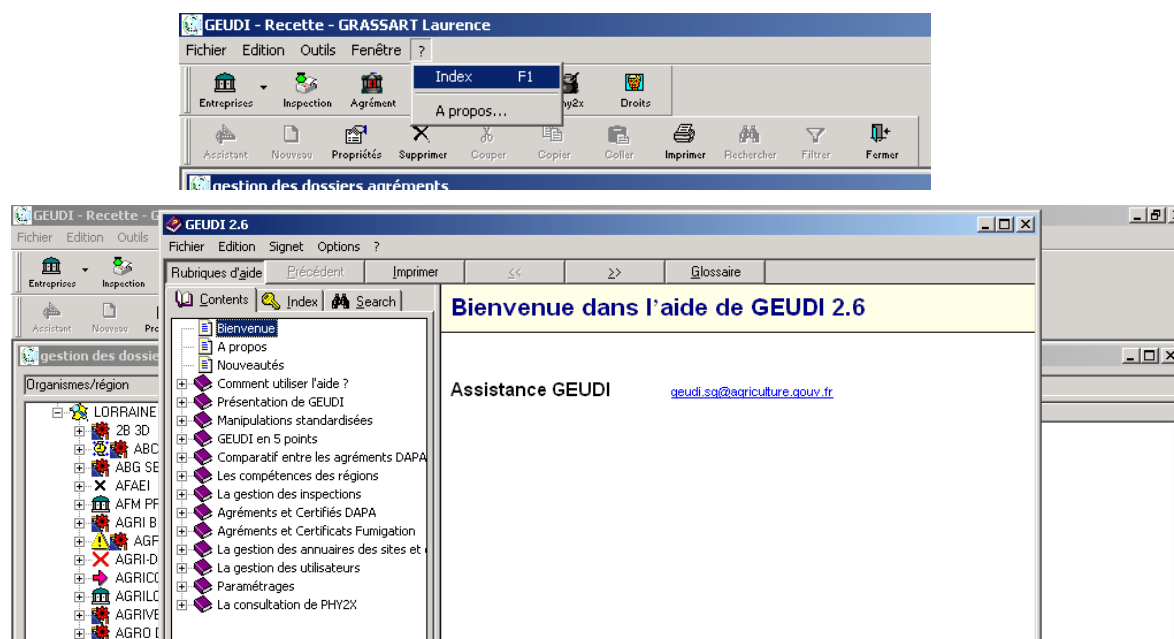 GEUDI - Recette - GRASSART Laurence
Fichier Edition Outils Fenêtre ?
Index F1
A propos...
Entreprises Inspection Agrément hy2x Droits
Assistant Nouveau Propriétés Supprimer Couper Copier Coller Imprimer Rechercher Filtrer Fermer
gestion des dossiers agréments
GEUDI - Recette - G
Fichier Edition Outils
Entreprises Inspection
Assistant Nouveau Pro
gestion des dossie
Organismes/région
LORRAINE
2B 3D
ABC
ABG SE
AFAEI
AFM PF
AGRI B
AGF
AGRI-D
AGRICO
AGRILO
AGRIVE
AGRO D
GEUDI 2.6
Fichier Edition Signet Options ?
Rubriques d'aide Précédent Imprimer << >> Glossaire
Contents Index Search
Bienvenue
A propos
Nouveautés
Comment utiliser l'aide ?
Présentation de GEUDI
Manipulations standardisées
GEUDI en 5 points
Comparatif entre les agréments DAPA
Les compétences des régions
La gestion des inspections
Agréments et Certifiés DAPA
Agréments et Certificats Fumigation
La gestion des annuaires des sites et
La gestion des utilisateurs
Paramétrages
La consultation de PHY2X
Bienvenue dans l'aide de GEUDI 2.6
Assistance GEUDI geudi.sg@agriculture.gouv.fr